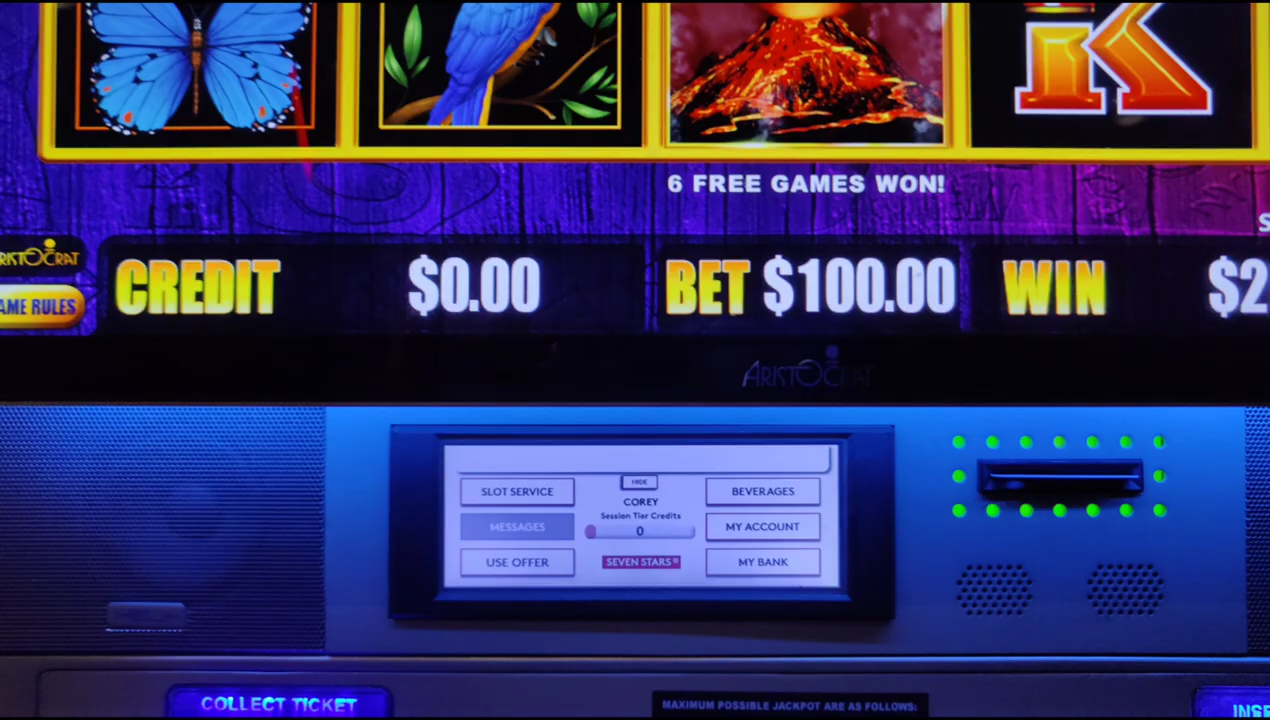 K
6 FREE GAMES WON!
ARISTOCRAT
GAME RULES
CREDIT $0.00
BET $100.00
WIN $2
ARISTOCRAT
HIDE
SLOT SERVICE
COREY
BEVERAGES
Session Tier Credits
MESSAGES
0
MY ACCOUNT
USE OFFER
SEVEN STARS®
MY BANK
COLLECT TICKET
MAXIMUM POSSIBLE JACKPOT ARE AS FOLLOWS: